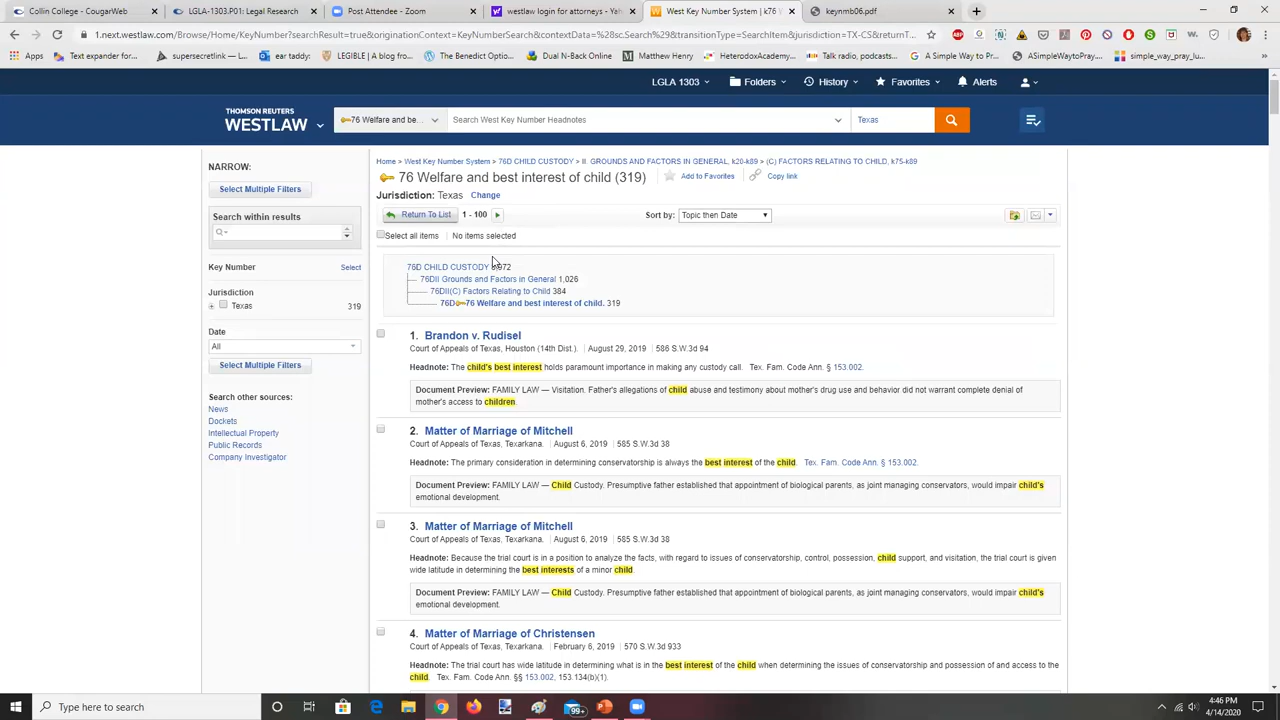 Collin College - C
LGLA1303.P01 Co
Post Attendee - Zo
(178 unread) - Yah
West Key Number System | k76 V
keynmb06.pdf
1.next.westlaw.com/Browse/Home/KeyNumber?searchResult=true&originationContext=KeyNumberSearch&contextData=%28sc.Search%29&transitionType=SearchItem&jurisdiction=TX-CS&returnT...
Apps
Text expander for...
supersecretlink — L
ear taddy
LEGIBLE | A blog fo...
The Benedict Optio...
Dual N-Back Online
Matthew Henry
HeterodoxAcadem...
Talk radio, podcasts...
A Simple Way to Pr...
ASimpleWaytoPray...
simple_way_pray_lu...
LGLA 1303
Folders
History
Favorites
Alerts
THOMSON REUTERS
WESTLAW
76 Welfare and be...
Search West Key Number Headnotes
Texas
NARROW:
Select Multiple Filters
Search within results
Key Number
Select
Jurisdiction
Texas 319
Date
All
Select Multiple Filters
Search other sources:
News
Dockets
Intellectual Property
Public Records
Company Investigator
Home > West Key Number System > 76D CHILD CUSTODY > II. GROUNDS AND FACTORS IN GENERAL, k20-k89 > (C) FACTORS RELATING TO CHILD, k75-k89
76 Welfare and best interest of child (319)
Add to Favorites
Copy link
Jurisdiction: Texas Change
Return To List
1 - 100
Sort by: Topic then Date
Select all items
No items selected
76D CHILD CUSTODY
76DII Grounds and Factors in General 1,026
76DII(C) Factors Relating to Child 384
76D 76 Welfare and best interest of child. 319
1. Brandon v. Rudisel
Court of Appeals of Texas, Houston (14th Dist.). August 29, 2019 586 S.W.3d 94
Headnote: The child's best interest holds paramount importance in making any custody call. Tex. Fam. Code Ann. § 153.002.
Document Preview: FAMILY LAW — Visitation. Father's allegations of child abuse and testimony about mother's drug use and behavior did not warrant complete denial of
mother's access to children.
2. Matter of Marriage of Mitchell
Court of Appeals of Texas, Texarkana. August 6, 2019 585 S.W.3d 38
Headnote: The primary consideration in determining conservatorship is always the best interest of the child. Tex. Fam. Code Ann. § 153.002.
Document Preview: FAMILY LAW — Child Custody. Presumptive father established that appointment of biological parents, as joint managing conservators, would impair child's
emotional development.
3. Matter of Marriage of Mitchell
Court of Appeals of Texas, Texarkana. August 6, 2019 585 S.W.3d 38
Headnote: Because the trial court is in a position to analyze the facts, with regard to issues of conservatorship, control, possession, child support, and visitation, the trial court is given
wide latitude in determining the best interests of a minor child.
Document Preview: FAMILY LAW — Child Custody. Presumptive father established that appointment of biological parents, as joint managing conservators, would impair child's
emotional development.
4. Matter of Marriage of Christensen
Court of Appeals of Texas, Texarkana. February 6, 2019 570 S.W.3d 933
Headnote: The trial court has wide latitude in determining what is in the best interest of the child when determining the issues of conservatorship and possession of and access to the
child. Tex. Fam. Code Ann. §§ 153.002, 153.134(b)(1).
Type here to search
99+
4:46 PM
4/14/2020